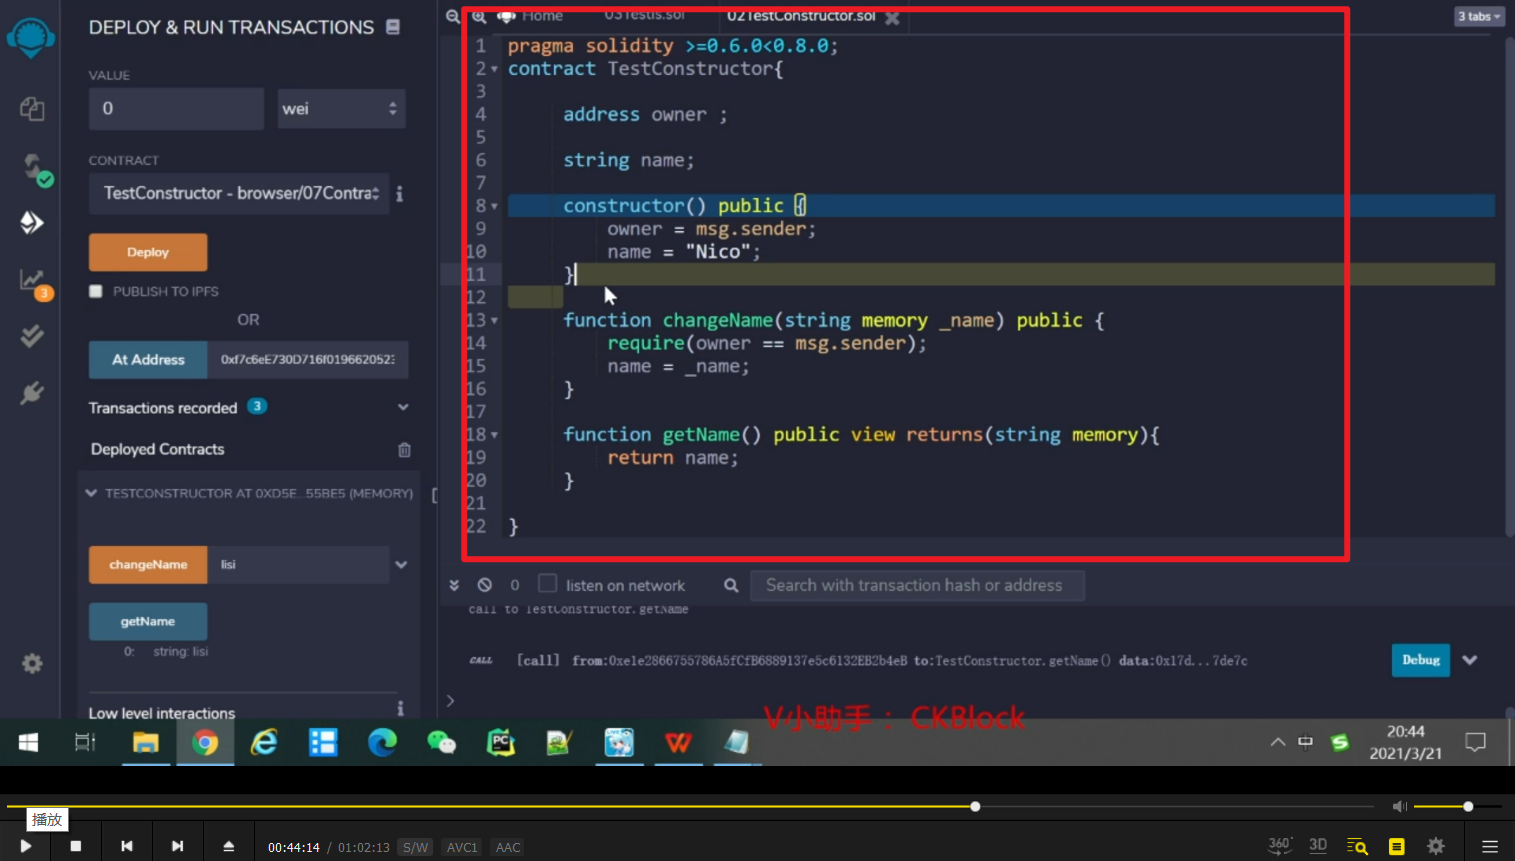 DEPLOY & RUN TRANSACTIONS
VALUE
0
wei
CONTRACT
TestConstructor - browser/07Contra
Deploy
PUBLISH TO IPFS
OR
At Address
0xf7c6eE730D716f0196620523
Transactions recorded 3
Deployed Contracts
TESTCONSTRUCTOR AT 0XD5E...55BE5 (MEMORY)
changeName
lisi
getName
0: string: lisi
Low level interactions
3
Home
03TestIs.sol
02TestConstructor.sol
3 tabs
1 pragma solidity >=0.6.0<0.8.0;
2 contract TestConstructor{
3
4 address owner ;
5
6 string name;
7
8 constructor() public {
9 owner = msg.sender;
10 name = "Nico";
11 }
12
13 function changeName(string memory _name) public {
14 require(owner == msg.sender);
15 name = _name;
16 }
17
18 function getName() public view returns(string memory){
19 return name;
20 }
21
22 }
0
listen on network
Search with transaction hash or address
call to TestConstructor.getName
CALL [call] from:0xe1e2866755786A5fCfB6889137e5c6132EB2b4eB to:TestConstructor.getName() data:0x17d...7de7c
Debug
>
V小助手： CKBlock
中
20:44
2021/3/21
播放
00:44:14 / 01:02:13
S/W
AVC1
AAC
360°
3D